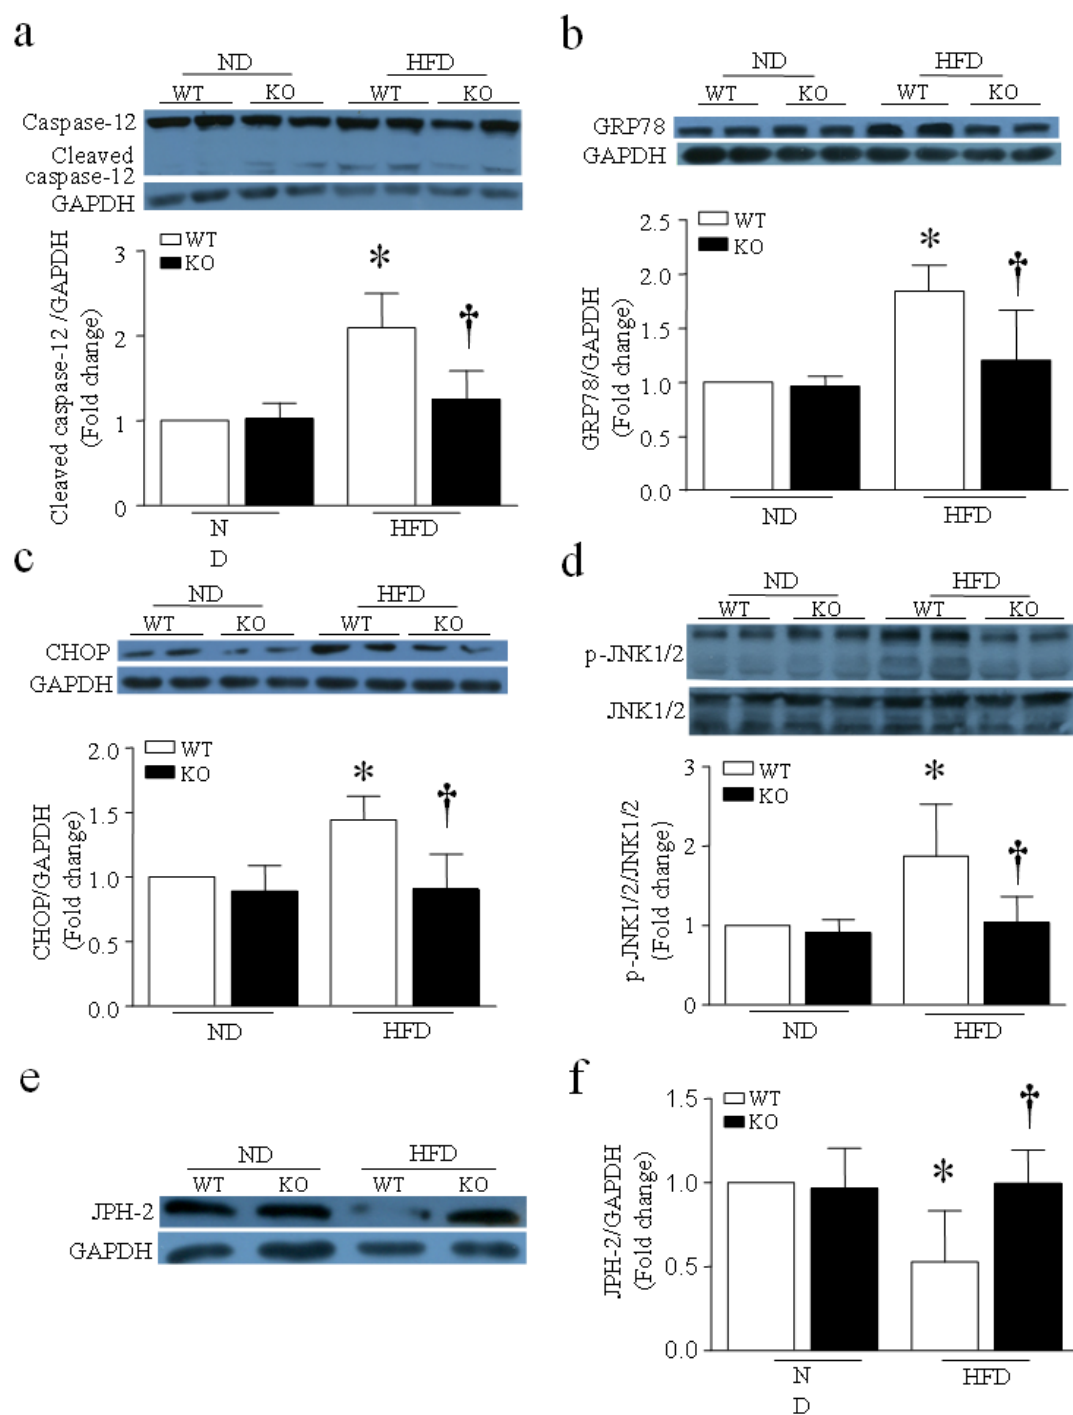 a
ND HFD
WT KO WT KO
Caspase-12
Cleaved
caspase-12
GAPDH
Cleaved caspase-12 /GAPDH
(Fold change)
3
2
1
0
WT
KO
*
†
N
D
HFD
b
ND HFD
WT KO WT KO
GRP78
GAPDH
GRP78/GAPDH
(Fold change)
2.5
2.0
1.5
1.0
0.5
0.0
WT
KO
*
†
ND HFD
c
ND HFD
WT KO WT KO
CHOP
GAPDH
CHOP/GAPDH
(Fold change)
2.0
1.5
1.0
0.5
0.0
WT
KO
*
†
ND HFD
d
ND HFD
WT KO WT KO
p-JNK1/2
JNK1/2
p-JNK1/2/JNK1/2
(Fold change)
3
2
1
0
WT
KO
*
†
ND HFD
e
ND HFD
WT KO WT KO
JPH-2
GAPDH
f
JPH-2/GAPDH
(Fold change)
1.5
1.0
0.5
0.0
WT
KO
*
†
N
D
HFD